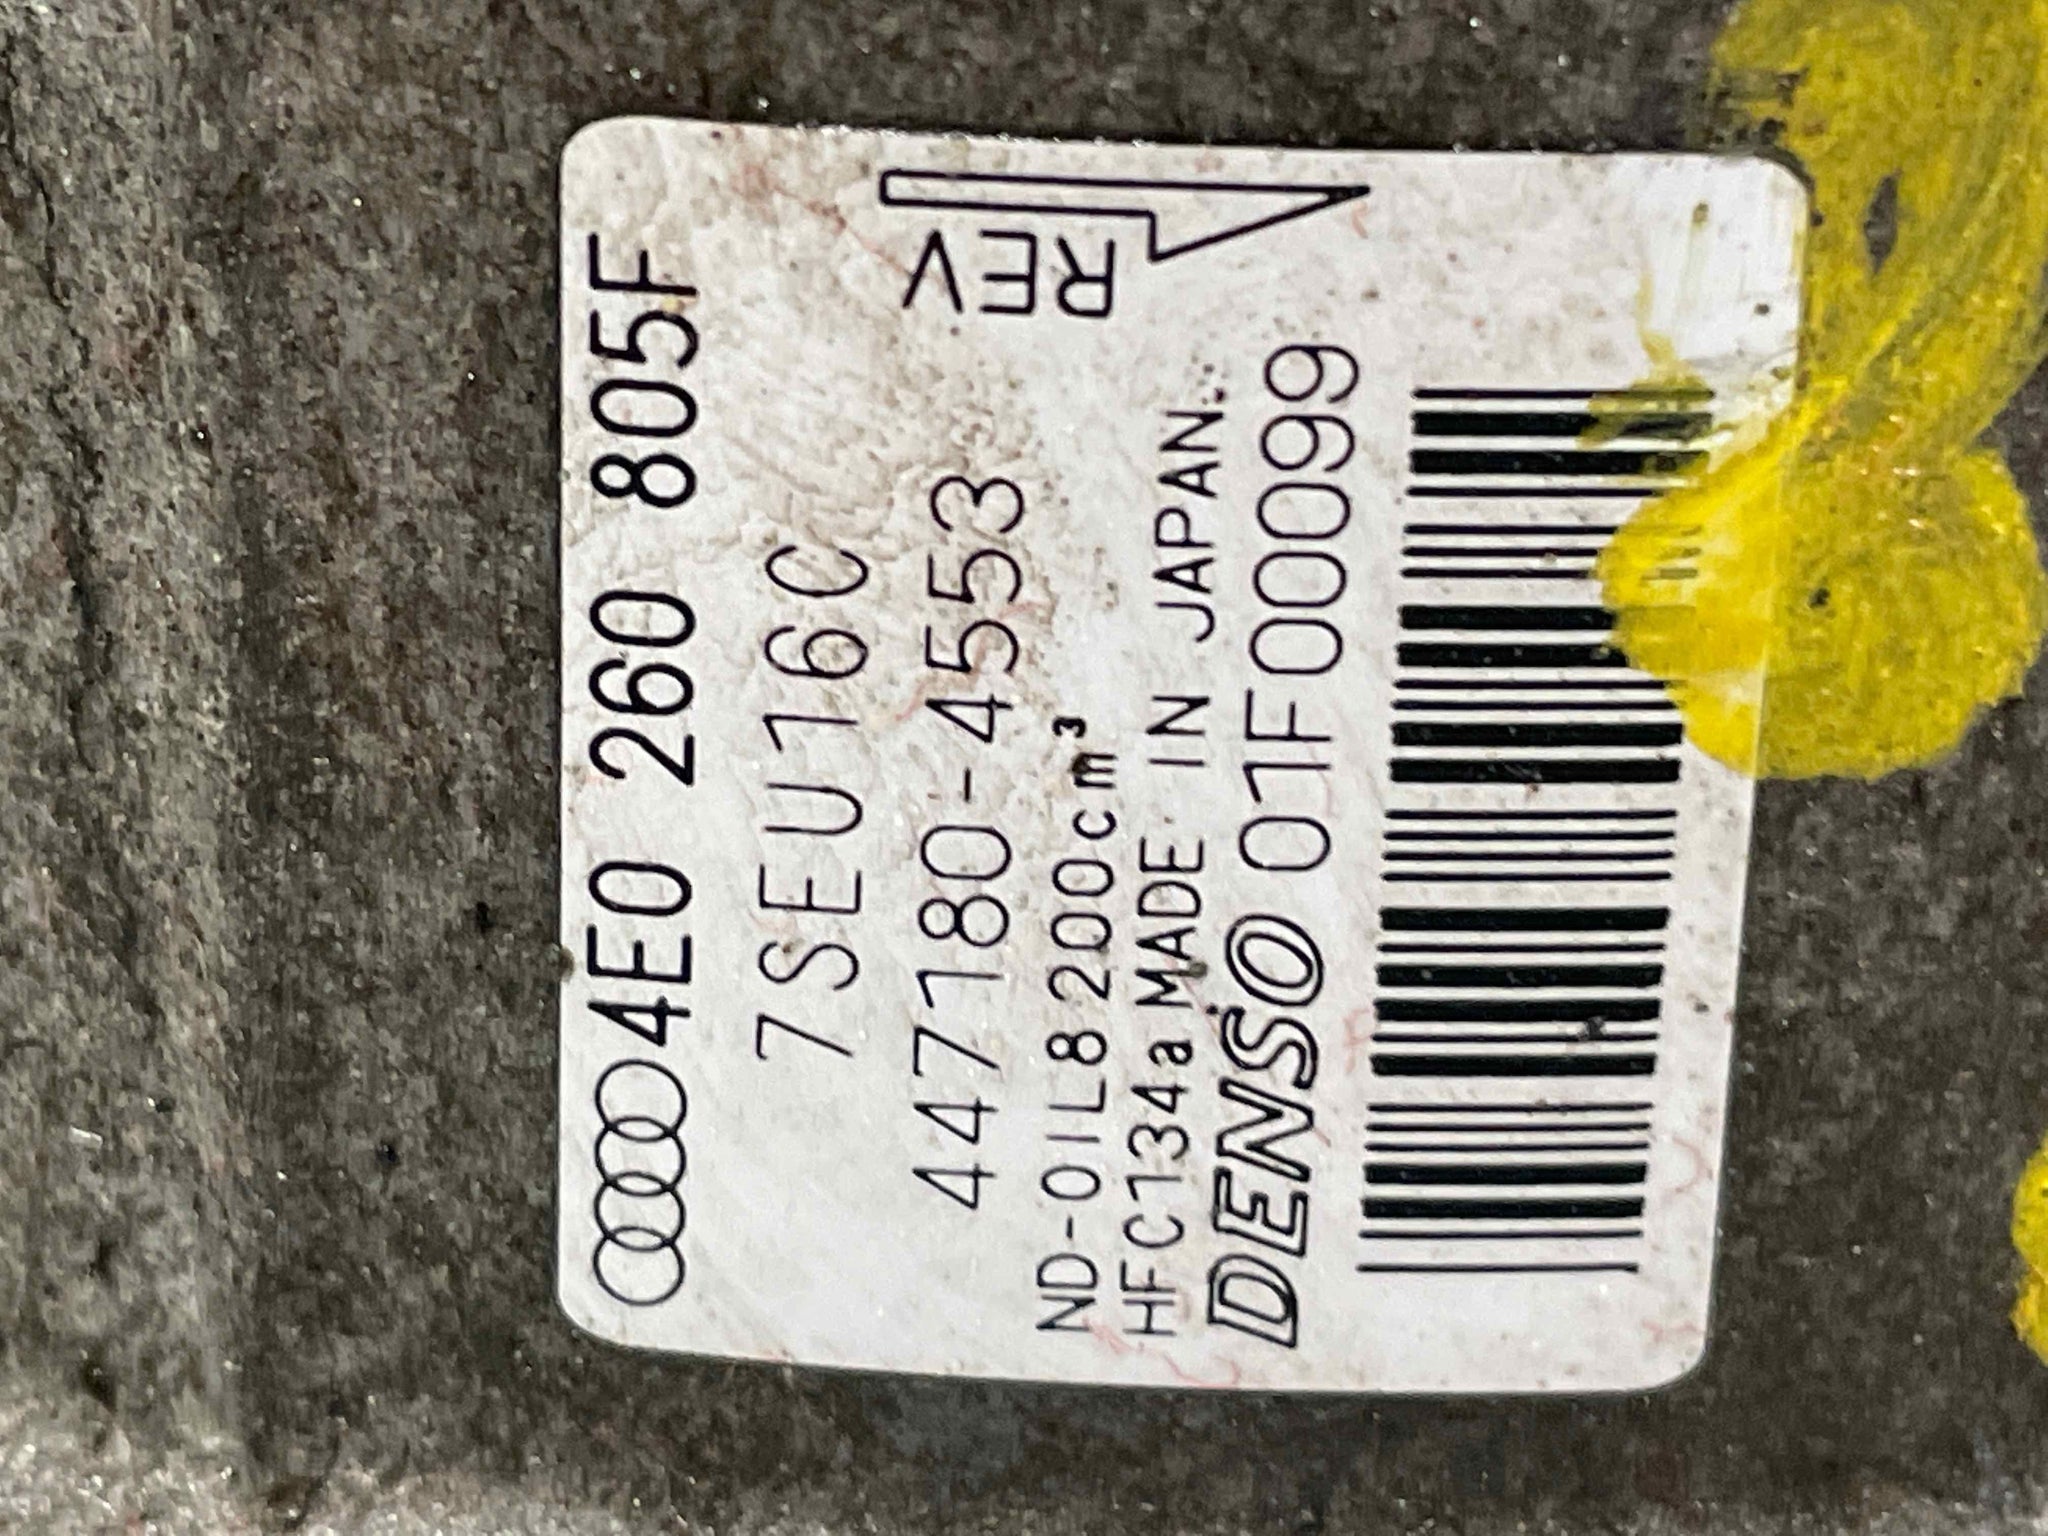 4E0 260 805F
7SEU16C
447180-4553
ND-OIL8 200cm³
HFC134a MADE IN JAPAN
DENSO 01F00099
REV